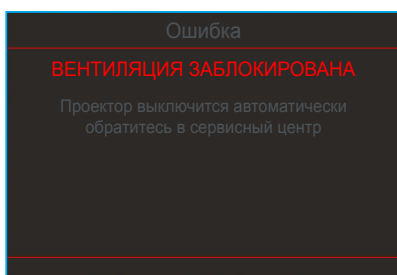 Ошибка
ВЕНТИЛЯЦИЯ ЗАБЛОКИРОВАНА
Проектор выключится автоматически
обратитесь в сервисный центр